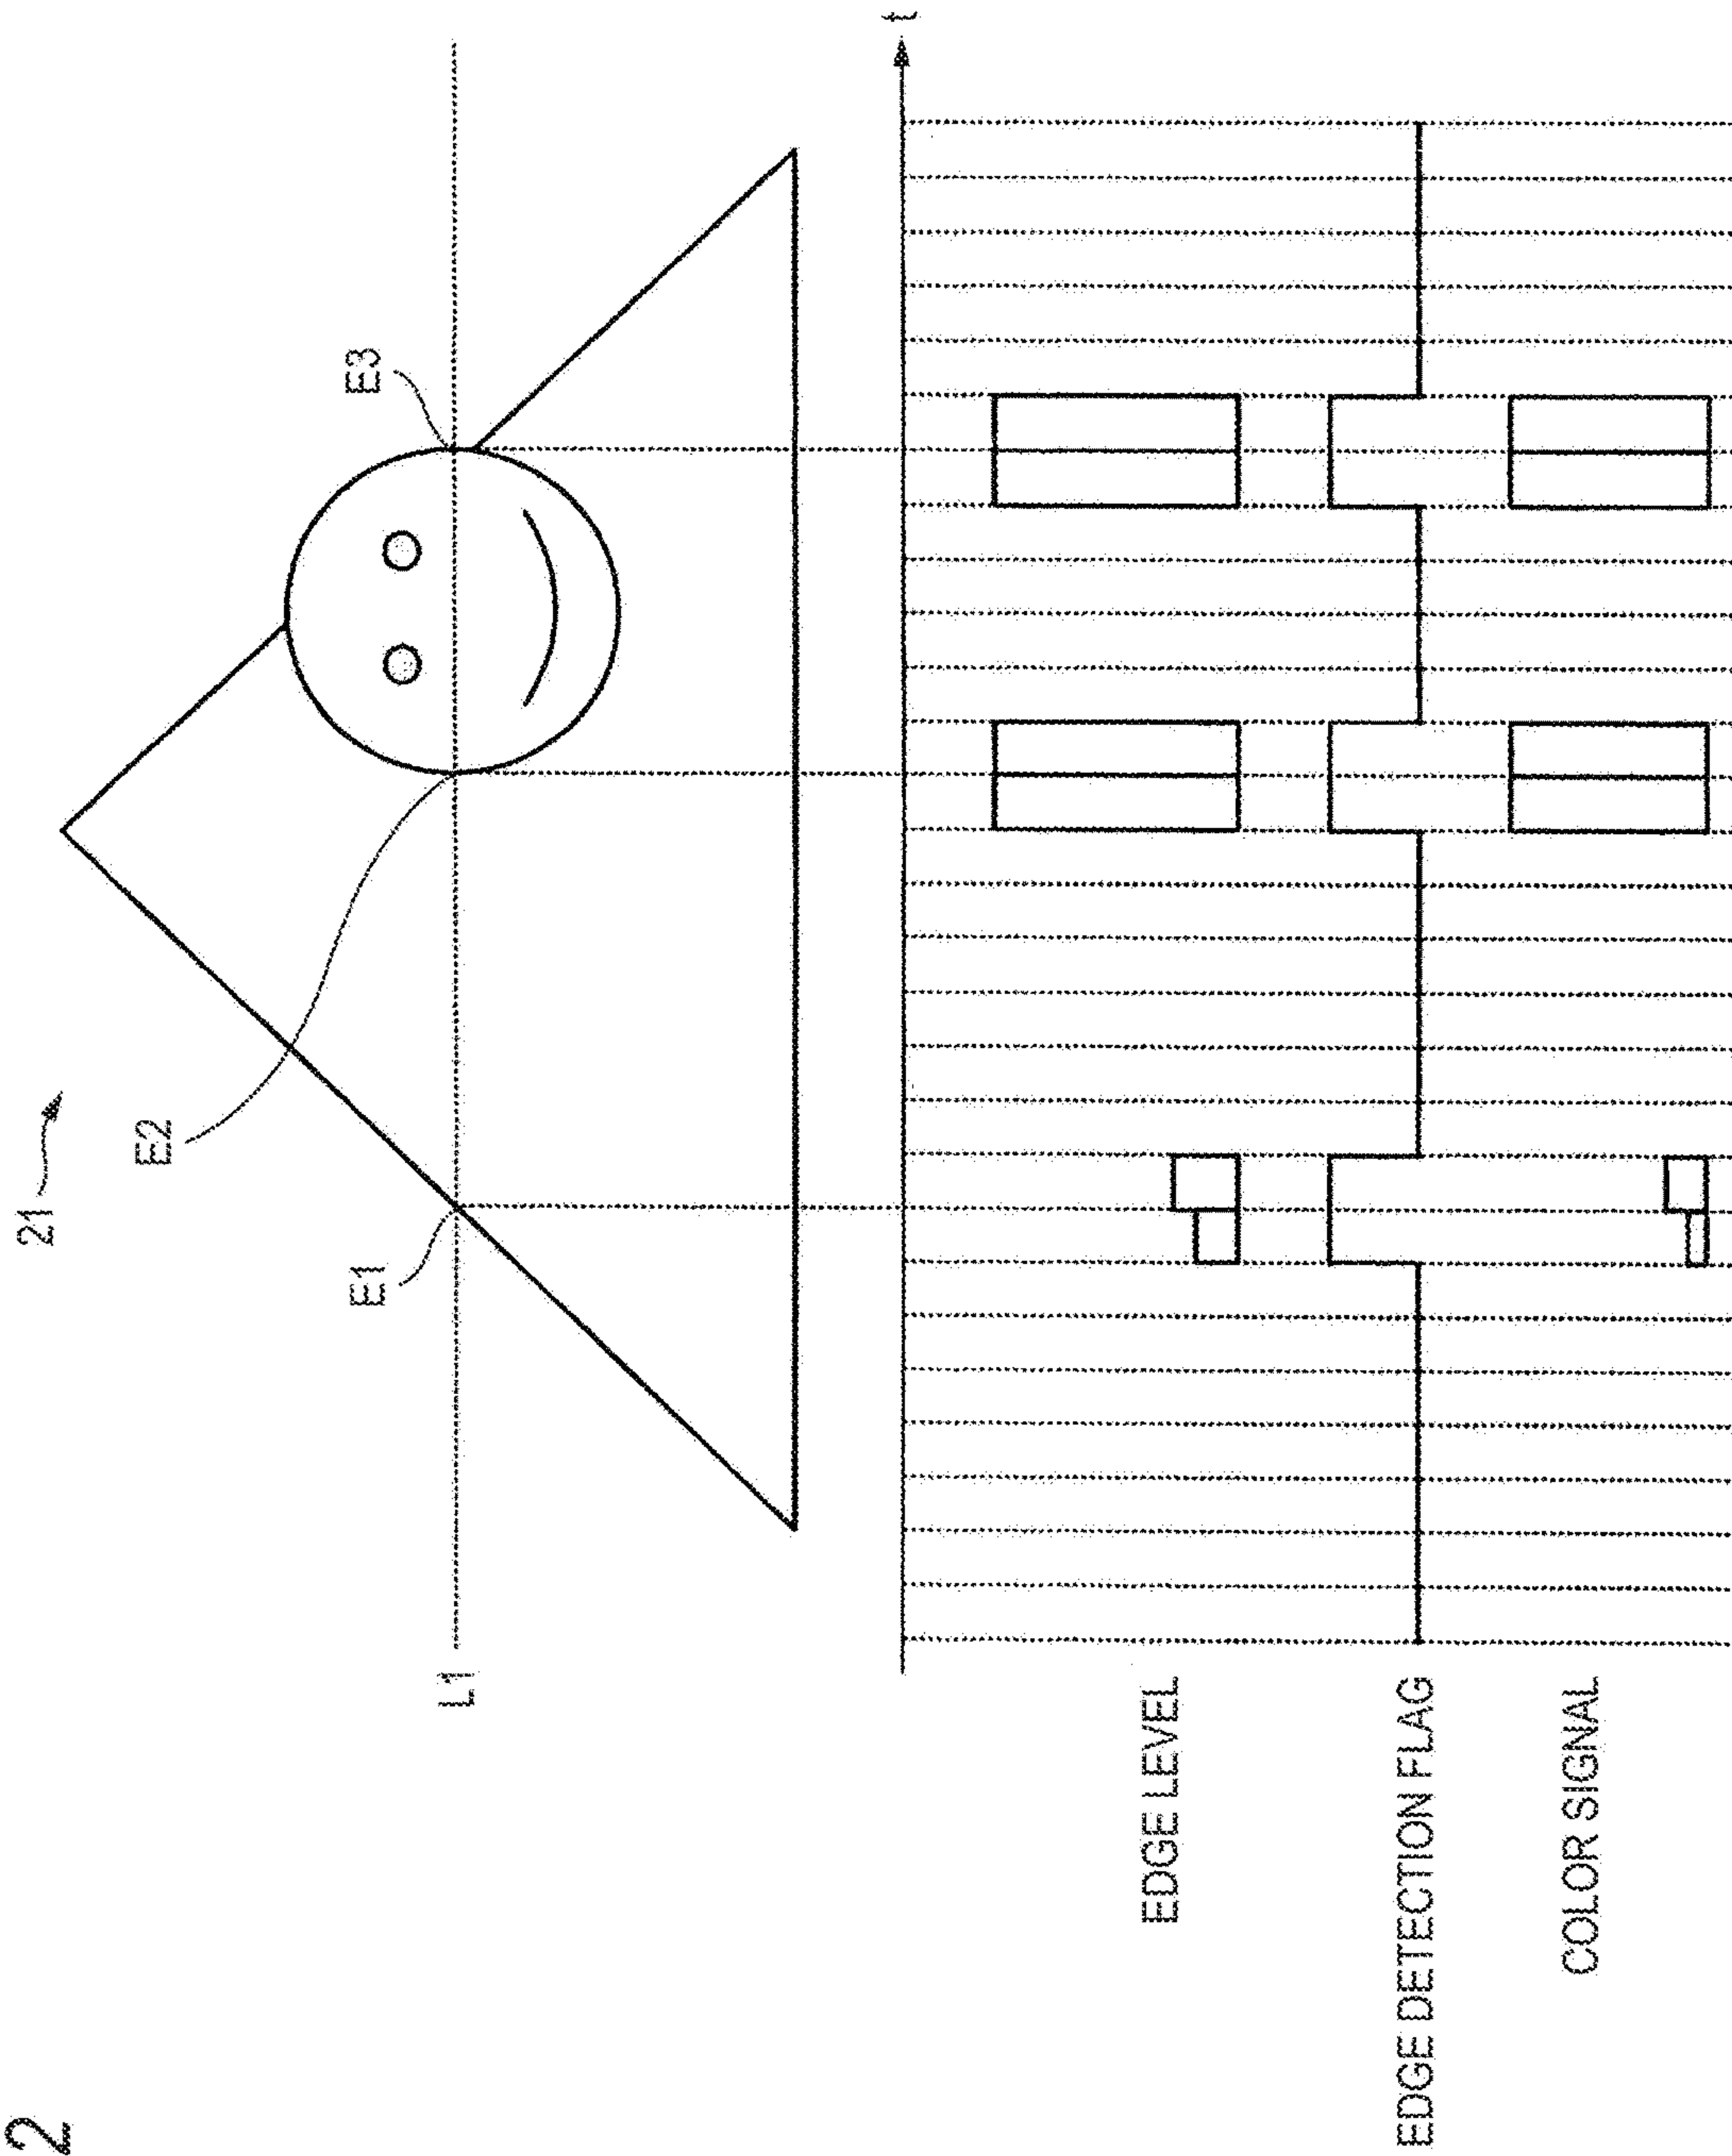 2
21
E2
E1
E3
L1
t
EDGE LEVEL
EDGE DETECTION FLAG
COLOR SIGNAL